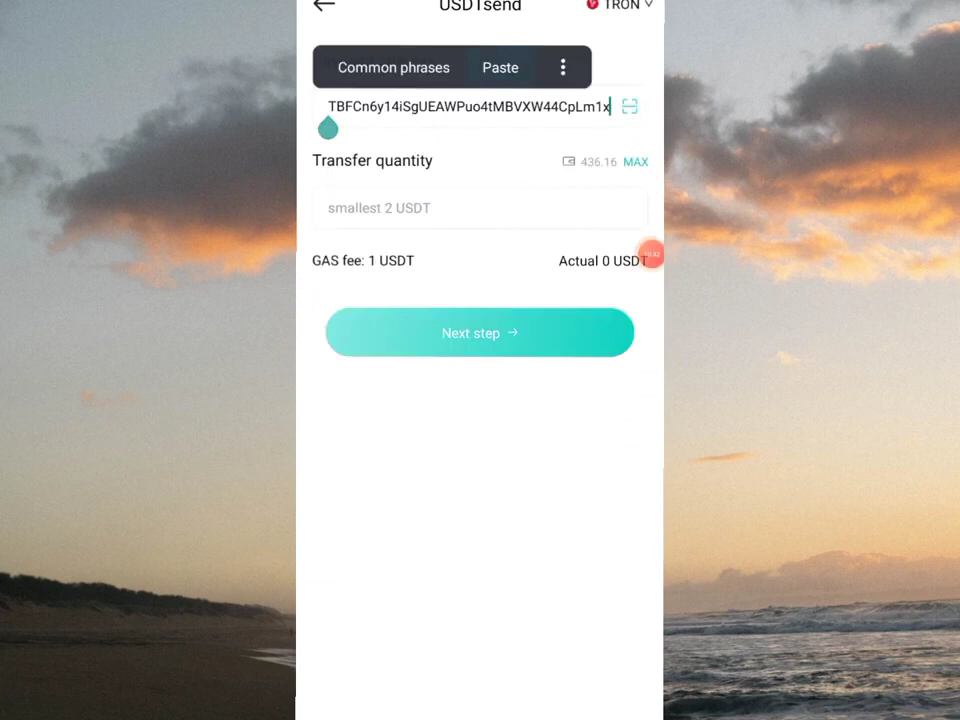 USDTsend
TRON
Common phrases Paste
TBFCn6y14iSgUEAWPuo4tMBVXW44CpLm1x
Transfer quantity 436.16 MAX
smallest 2 USDT
GAS fee: 1 USDT Actual 0 USDT
Next step →